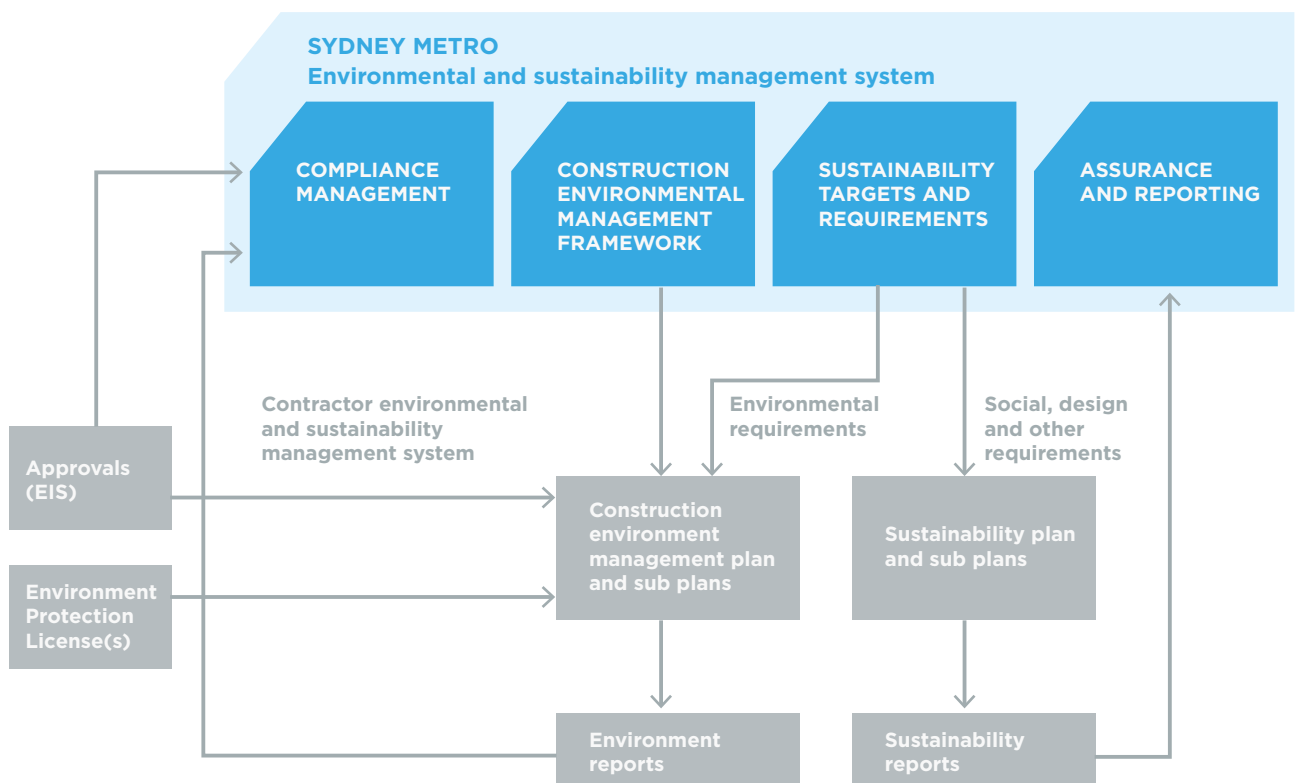 SYDNEY METRO
Environmental and sustainability management system
COMPLIANCE
MANAGEMENT
CONSTRUCTION
ENVIRONMENTAL
MANAGEMENT
FRAMEWORK
SUSTAINABILITY
TARGETS AND
REQUIREMENTS
ASSURANCE
AND REPORTING
Contractor environmental
and sustainability
management system
Environmental
requirements
Social, design
and other
requirements
Approvals
(EIS)
Construction
environment
management plan
and sub plans
Sustainability plan
and sub plans
Environment
Protection
License(s)
Environment
reports
Sustainability
reports